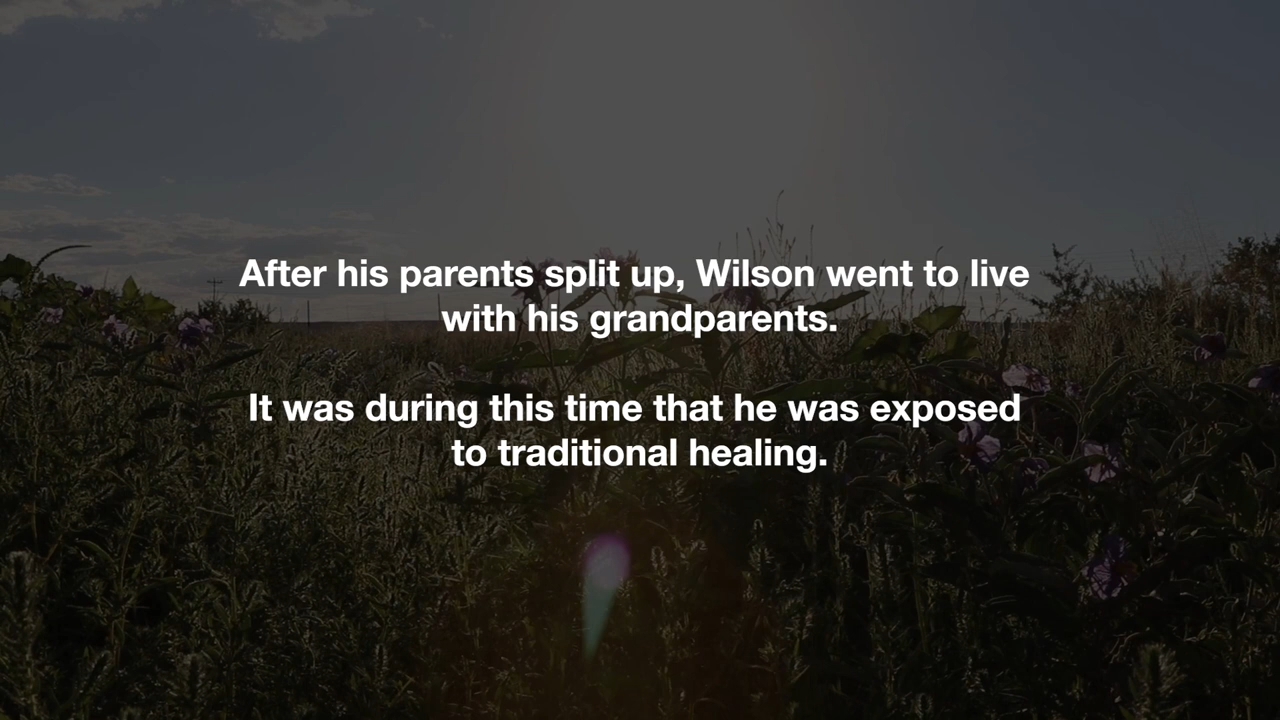 After his parents split up, Wilson went to live
with his grandparents.
It was during this time that he was exposed
to traditional healing.